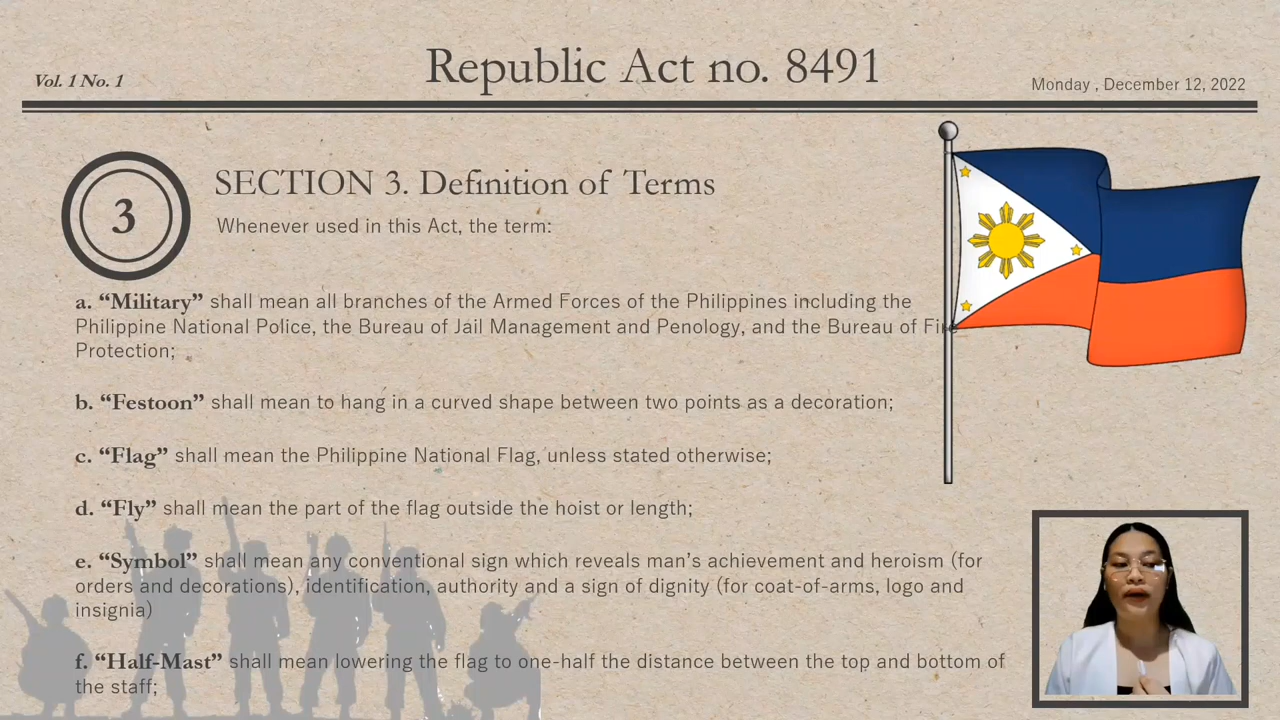 Vol. 1 No. 1
Republic Act no. 8491
Monday , December 12, 2022
3
SECTION 3. Definition of Terms
Whenever used in this Act, the term:
a. “Military” shall mean all branches of the Armed Forces of the Philippines including the
Philippine National Police, the Bureau of Jail Management and Penology, and the Bureau of Fire
Protection;
b. “Festoon” shall mean to hang in a curved shape between two points as a decoration;
c. “Flag” shall mean the Philippine National Flag, unless stated otherwise;
d. “Fly” shall mean the part of the flag outside the hoist or length;
e. “Symbol” shall mean any conventional sign which reveals man’s achievement and heroism (for
orders and decorations), identification, authority and a sign of dignity (for coat-of-arms, logo and
insignia)
f. “Half-Mast” shall mean lowering the flag to one-half the distance between the top and bottom of
the staff;